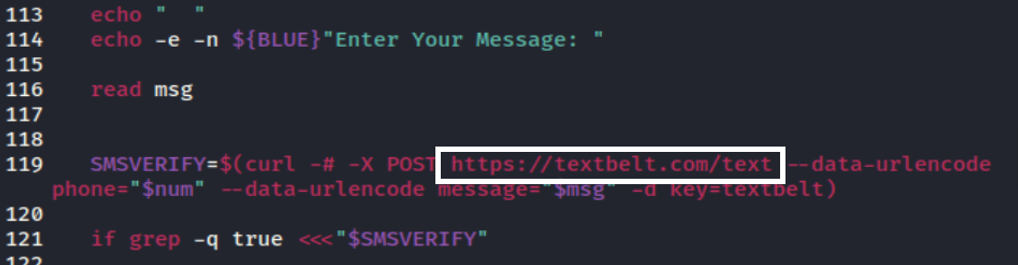 113 echo "  "
114 echo -e -n ${BLUE}"Enter Your Message: "
115
116 read msg
117
118
119 SMSVERIFY=$(curl -# -X POST https://textbelt.com/text --data-urlencode
phone="$num" --data-urlencode message="$msg" -d key=textbelt)
120
121 if grep -q true <<<"$SMSVERIFY"
122